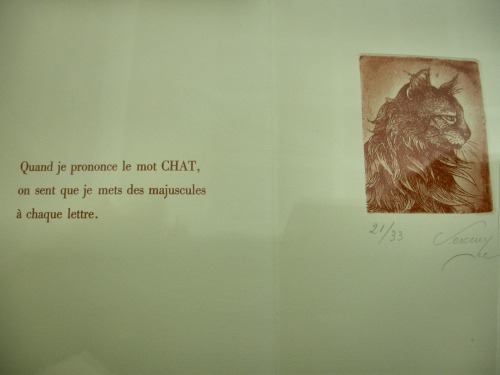 Quand je prononce le mot CHAT,
on sent que je mets des majuscules
à chaque lettre.
21/33